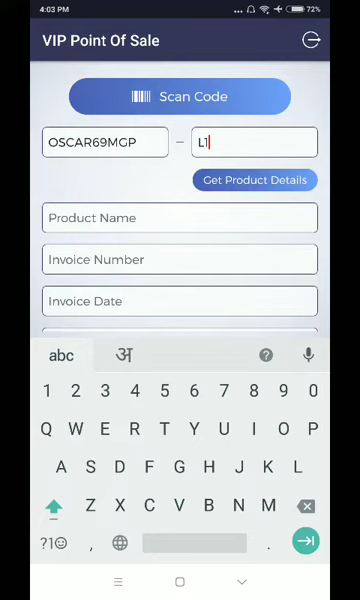 4:03 PM ... 72%
VIP Point Of Sale
Scan Code
OSCAR69MGP – L1
Get Product Details
Product Name
Invoice Number
Invoice Date
abc अ ?
1 2 3 4 5 6 7 8 9 0
Q W E R T Y U I O P
A S D F G H J K L
Z X C V B N M
?1☺ , .